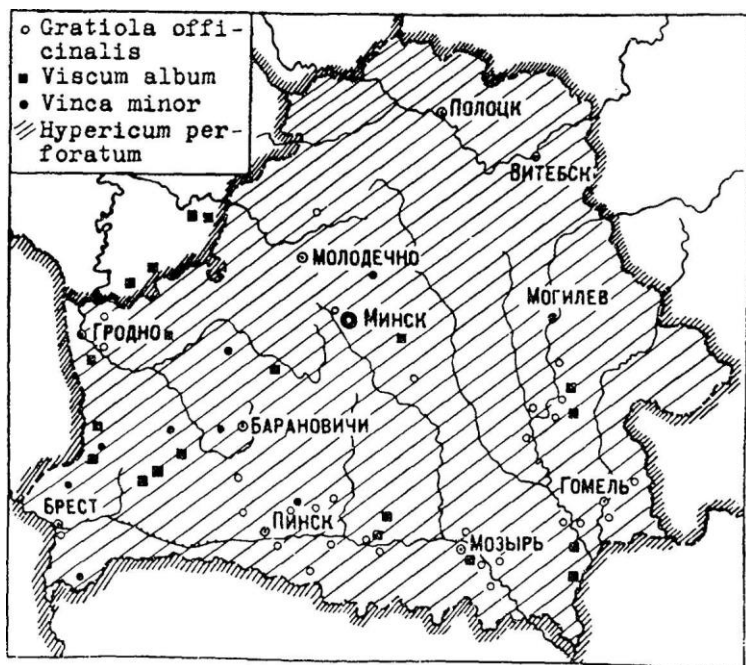 Gratiola offi-
cinalis
Viscum album
Vinca minor
Hypericum per-
foratum
ПОЛОЦК
ВИТЕБСК
МОЛОДЕЧНО
МОГИЛЕВ
ГРОДНО
МИНСК
БАРАНОВИЧИ
ГОМЕЛЬ
БРЕСТ
ПИНСК
МОЗЫРЬ